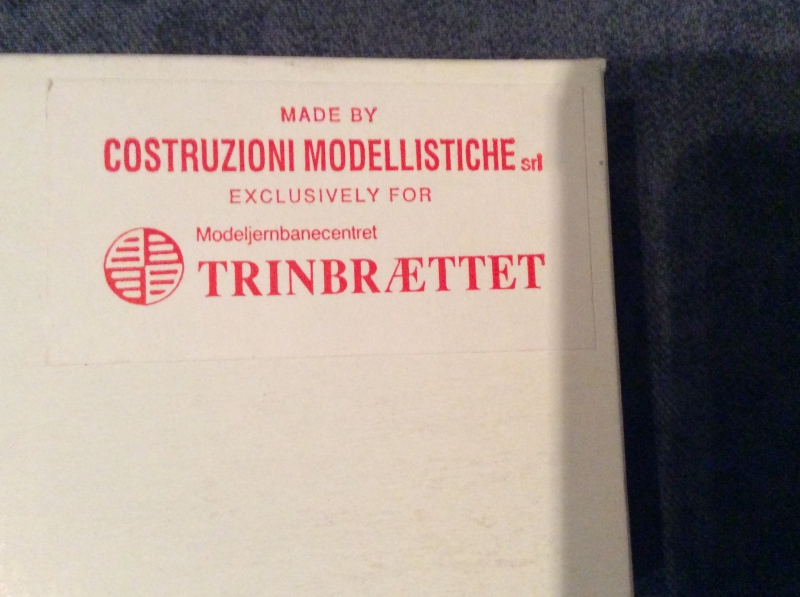 MADE BY
COSTRUZIONI MODELLISTICHE srl
EXCLUSIVELY FOR
Modeljernbanecentret
TRINBRÆTTET